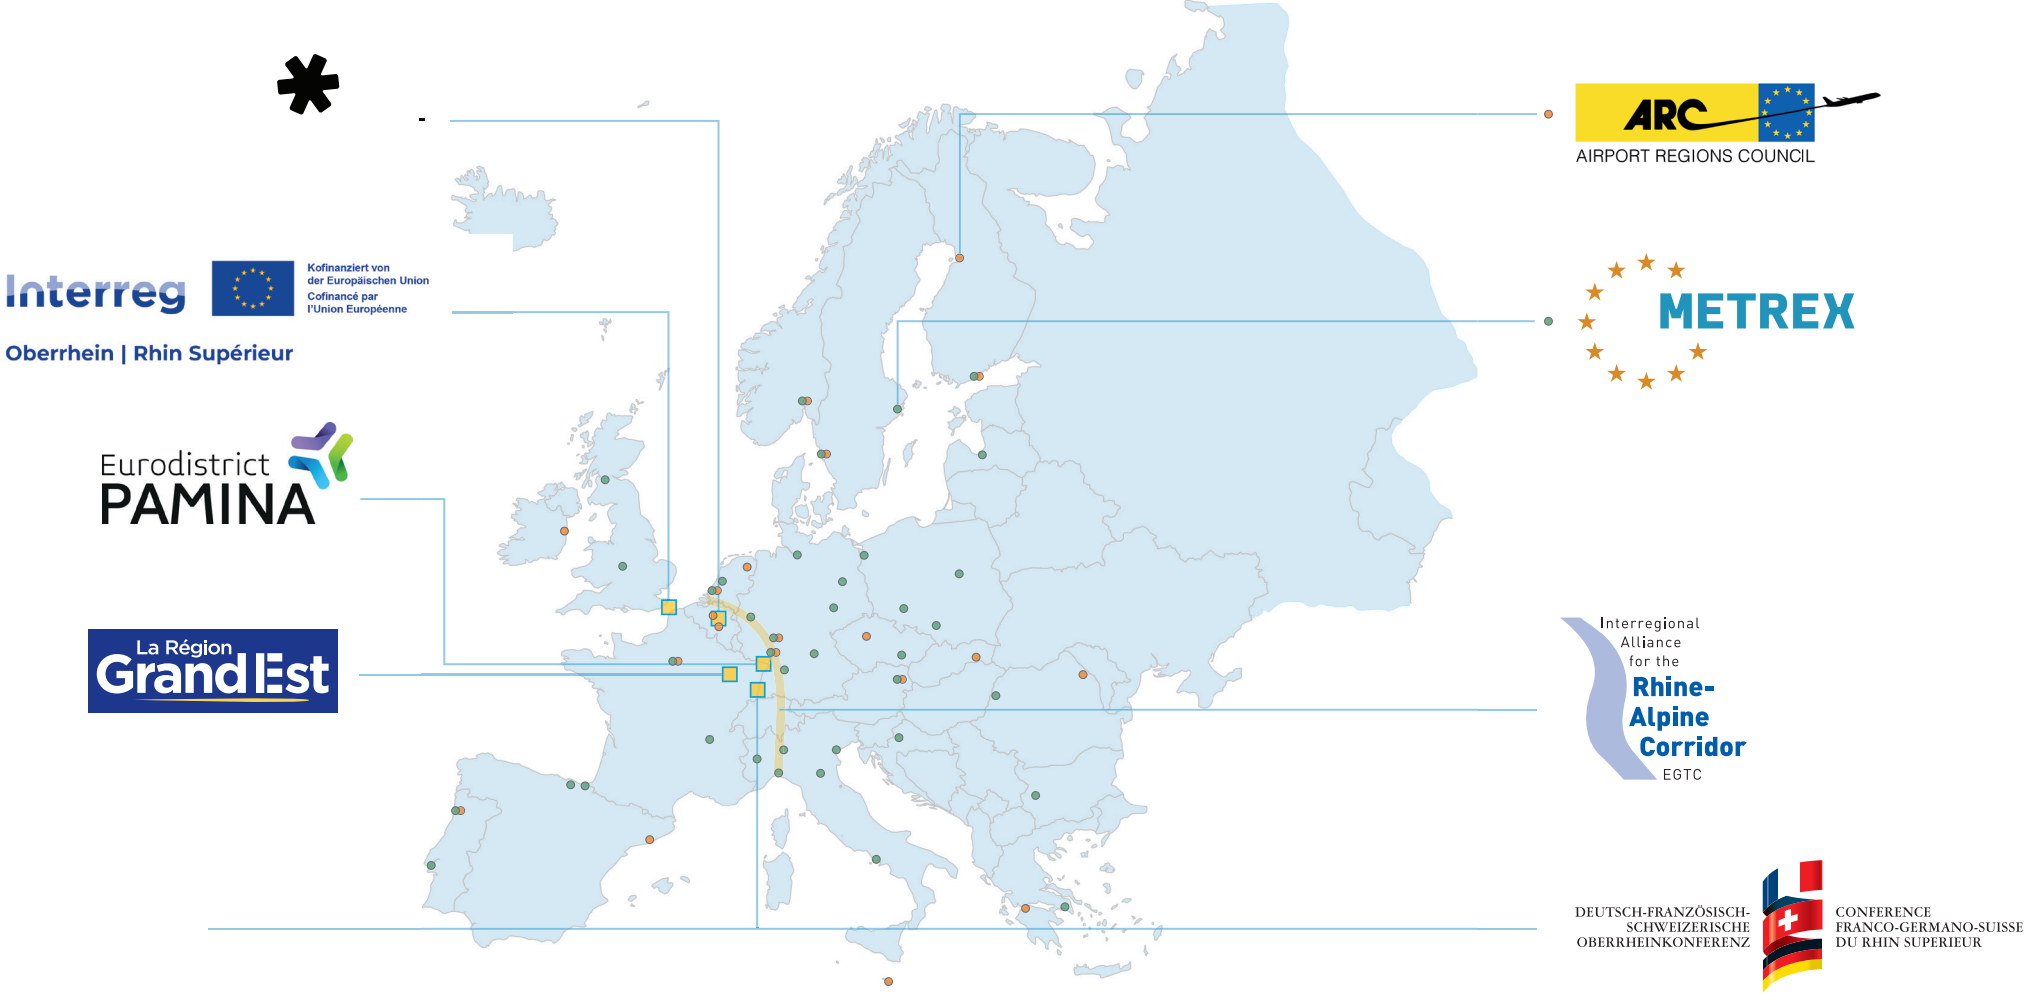 ARC
AIRPORT REGIONS COUNCIL
Interreg
Kofinanziert von
der Europäischen Union
Cofinancé par
l'Union Européenne
Oberrhein | Rhin Supérieur
METREX
Eurodistrict
PAMINA
La Région
Grand Est
Interregional
Alliance
for the
Rhine-
Alpine
Corridor
EGTC
DEUTSCH-FRANZÖSISCH-
SCHWEIZERISCHE
OBERRHEINKONFERENZ
CONFERENCE
FRANCO-GERMANO-SUISSE
DU RHIN SUPERIEUR